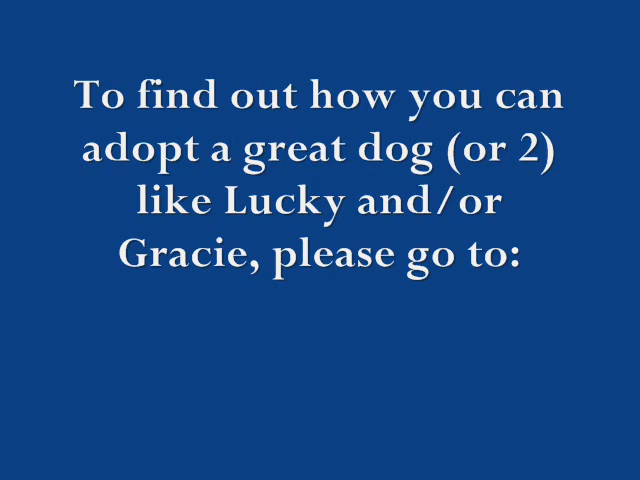 To find out how you can
adopt a great dog (or 2)
like Lucky and/or
Gracie, please go to: